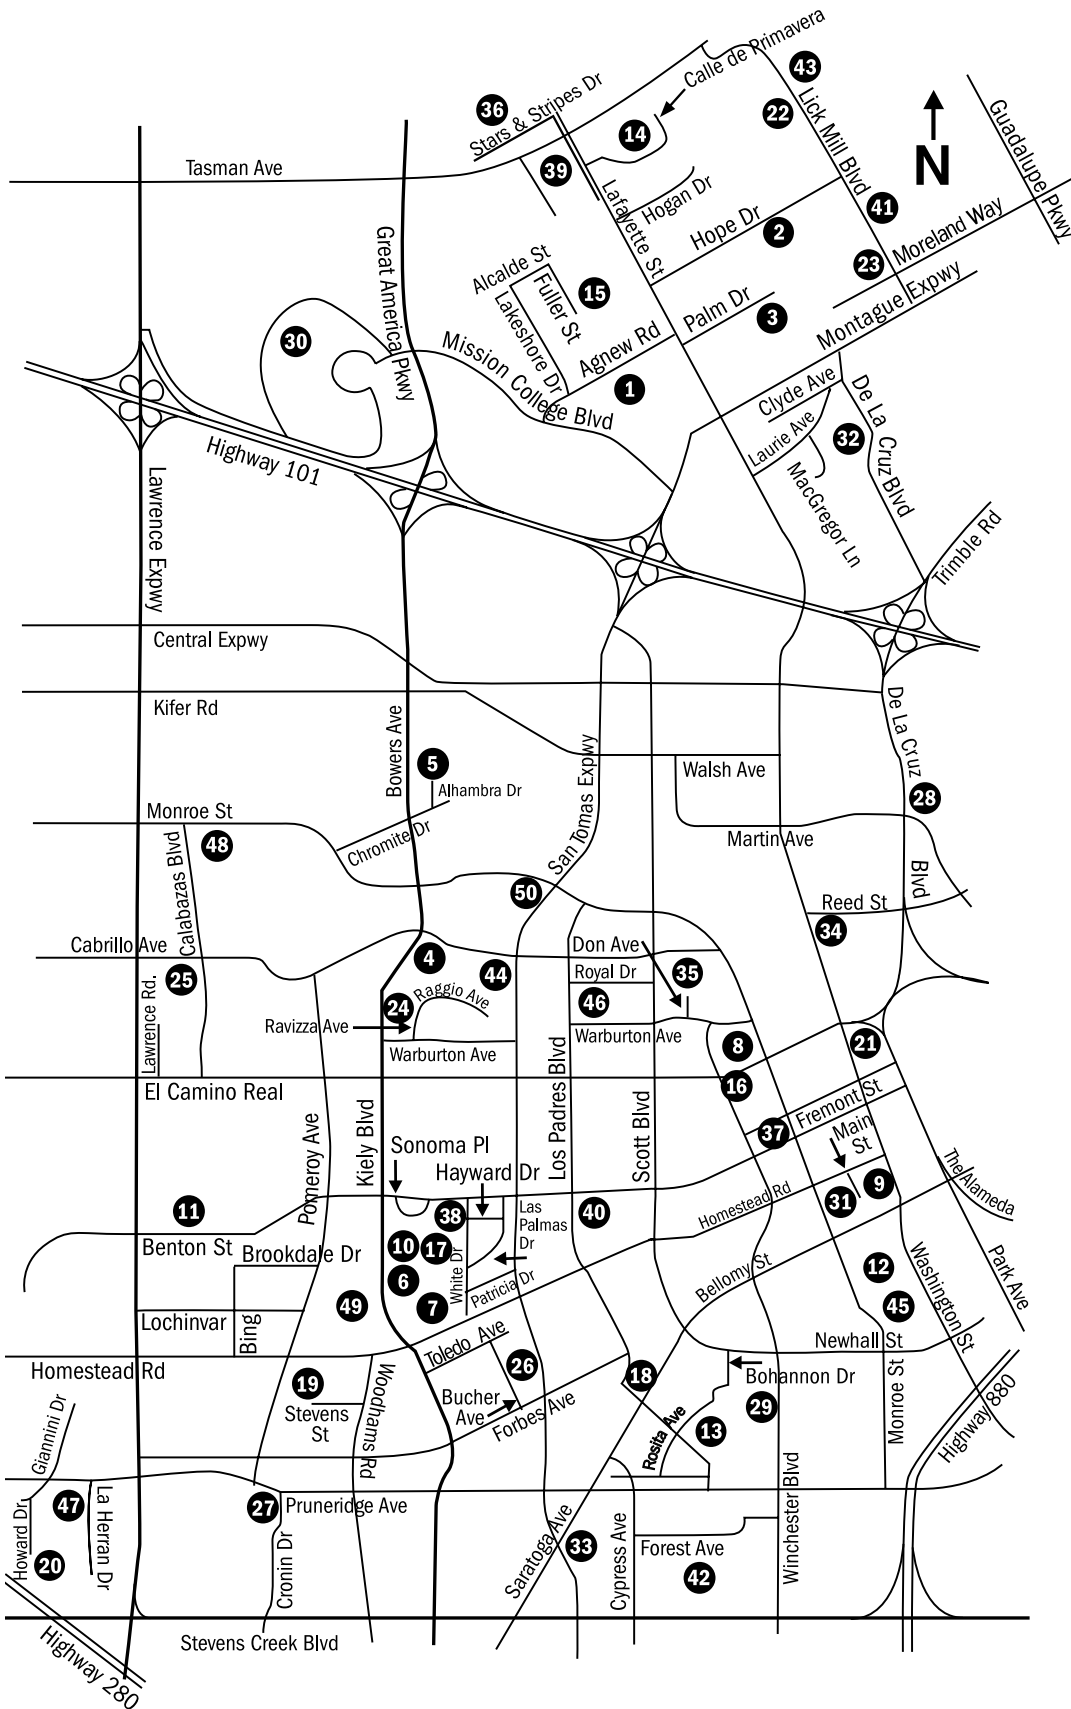 Calle de Primavera
43
36
Stars & Stripes Dr
14
22
Lick Mill Blvd
Guadalupe Pkwy
N
Tasman Ave
39
Lafayette St
Hogan Dr
Hope Dr
2
41
Moreland Way
23
Great America Pkwy
Alcalde St
Fuller St
Lakeshore Dr
15
Palm Dr
3
Montague Expwy
Agnew Rd
30
Mission College Blvd
1
Clyde Ave
Laurie Ave
32
De La Cruz Blvd
MacGregor Ln
Highway 101
Lawrence Expwy
Trimble Rd
Central Expwy
Kifer Rd
Bowers Ave
San Tomas Expwy
De La Cruz
Blvd
5
Alhambra Dr
Walsh Ave
28
Monroe St
Chromite Dr
Martin Ave
48
Calabazas Blvd
50
Reed St
34
Cabrillo Ave
4
44
Don Ave
Royal Dr
35
25
Lawrence Rd.
24
Raggio Ave
46
Ravizza Ave
Warburton Ave
Warburton Ave
8
21
El Camino Real
16
Pomeroy Ave
Kiely Blvd
Los Padres Blvd
Scott Blvd
Fremont St
37
Main
St
Sonoma Pl
Hayward Dr
The Alameda
11
38
Las
Palmas
Dr
40
Homestead Rd
31
9
Benton St
Brookdale Dr
10
17
White Dr
Patricia Dr
Bellomy St
12
Washington St
Park Ave
6
7
49
45
Lochinvar
Bing
Toledo Ave
Newhall St
Homestead Rd
26
18
Bohannon Dr
19
Stevens
St
Woodhams Rd
Bucher
Ave
Forbes Ave
29
Rosita Ave
13
Monroe St
Highway 880
Giannini Dr
47
La Herran Dr
Howard Dr
20
27
Pruneridge Ave
Cronin Dr
Saratoga Ave
33
Cypress Ave
Forest Ave
42
Winchester Blvd
Stevens Creek Blvd
Highway 280